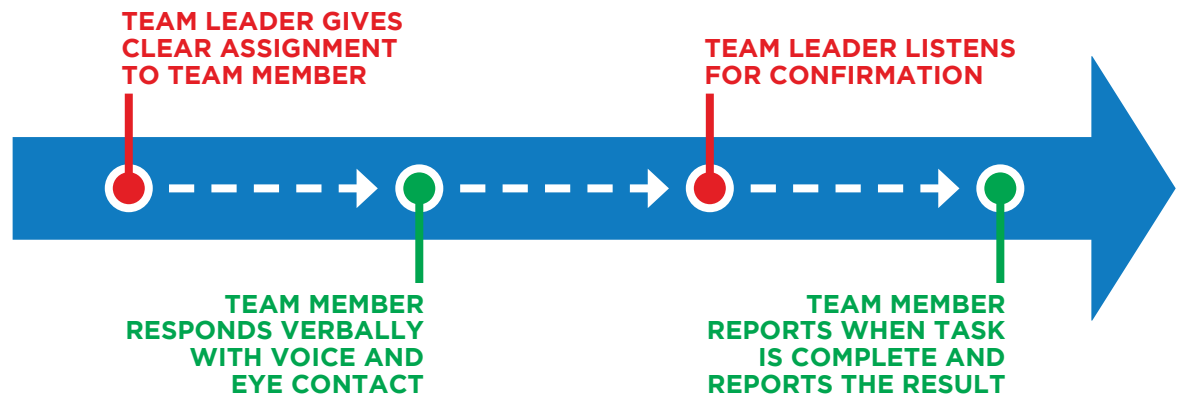 TEAM LEADER GIVES
CLEAR ASSIGNMENT
TO TEAM MEMBER
TEAM MEMBER
RESPONDS VERBALLY
WITH VOICE AND
EYE CONTACT
TEAM LEADER LISTENS
FOR CONFIRMATION
TEAM MEMBER
REPORTS WHEN TASK
IS COMPLETE AND
REPORTS THE RESULT